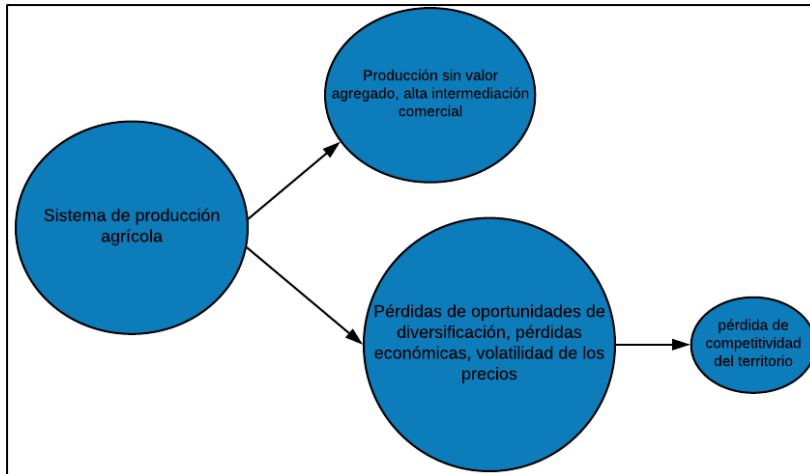 Producción sin valor
agregado, alta intermediación
comercial
Sistema de producción
agrícola
Pérdidas de oportunidades de
diversificación, pérdidas
económicas, volatilidad de los
precios
pérdida de
competitividad
del territorio